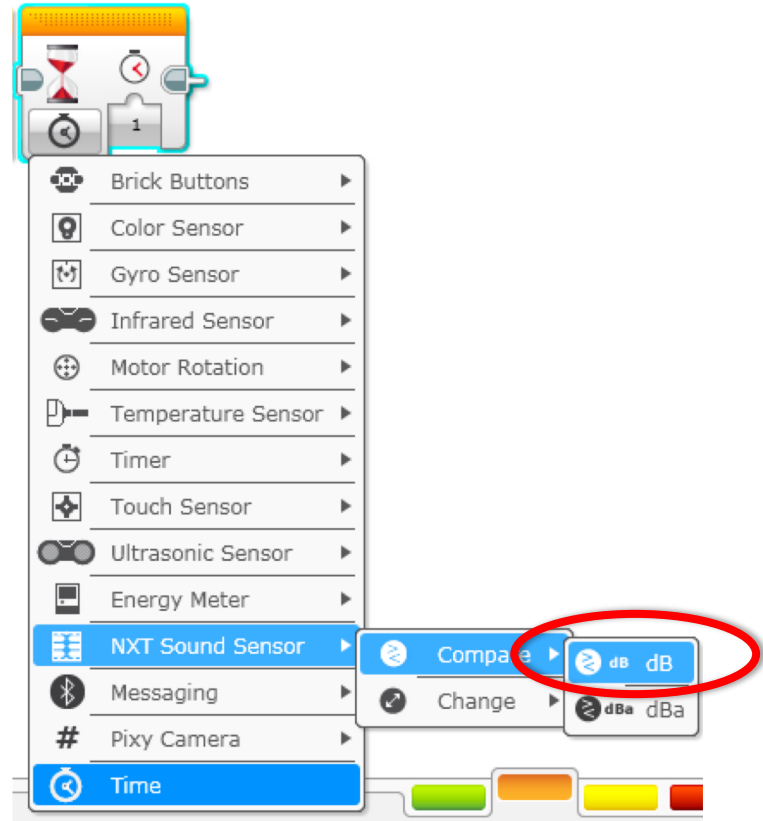 1
Brick Buttons
Color Sensor
Gyro Sensor
Infrared Sensor
Motor Rotation
Temperature Sensor
Timer
Touch Sensor
Ultrasonic Sensor
Energy Meter
NXT Sound Sensor
Compare
dB dB
Messaging
Change
dBa dBa
# Pixy Camera
Time